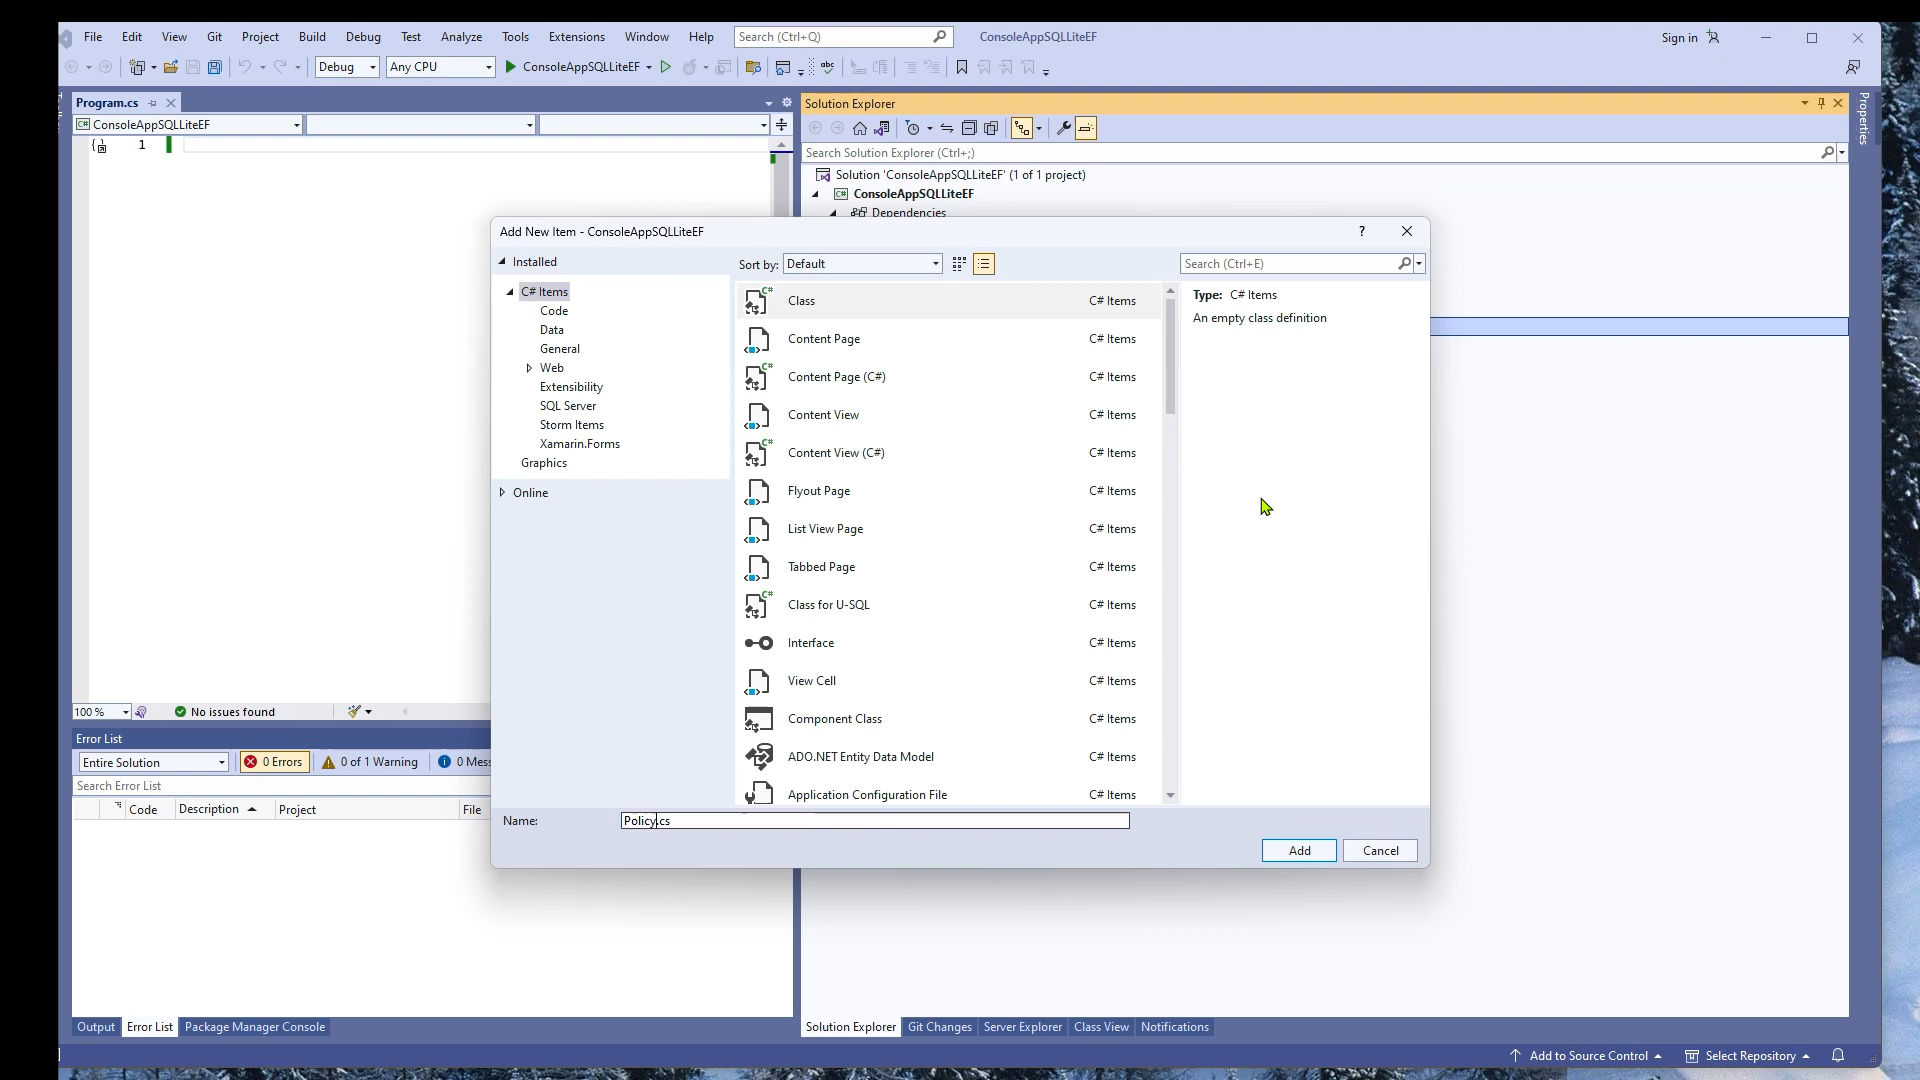 File Edit View Git Project Build Debug Test Analyze Tools Extensions Window Help Search (Ctrl+Q) ConsoleAppSQLLiteEF Sign in
Debug Any CPU ConsoleAppSQLLiteEF
Program.cs
ConsoleAppSQLLiteEF
1
Solution Explorer
Search Solution Explorer (Ctrl+;)
Solution 'ConsoleAppSQLLiteEF' (1 of 1 project)
ConsoleAppSQLLiteEF
Dependencies
Properties
Add New Item - ConsoleAppSQLLiteEF
Installed
C# Items
Code
Data
General
Web
Extensibility
SQL Server
Storm Items
Xamarin.Forms
Graphics
Online
Sort by: Default
Search (Ctrl+E)
Class C# Items
Content Page C# Items
Content Page (C#) C# Items
Content View C# Items
Content View (C#) C# Items
Flyout Page C# Items
List View Page C# Items
Tabbed Page C# Items
Class for U-SQL C# Items
Interface C# Items
View Cell C# Items
Component Class C# Items
ADO.NET Entity Data Model C# Items
Application Configuration File C# Items
Type: C# Items
An empty class definition
Name: Policy.cs
Add Cancel
100 % No issues found
Error List
Entire Solution 0 Errors 0 of 1 Warning 0 Mess
Search Error List
Code Description Project File
Output Error List Package Manager Console
Solution Explorer Git Changes Server Explorer Class View Notifications
Add to Source Control Select Repository